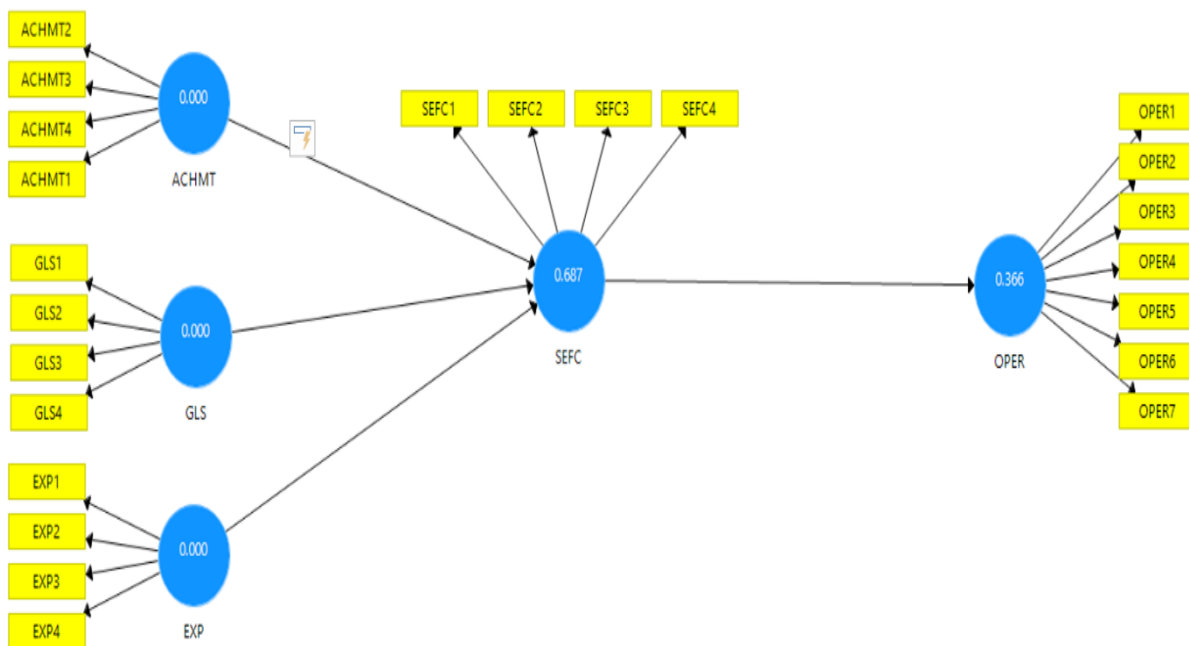 ACHMT2
ACHMT3
ACHMT4
ACHMT1
0.000
ACHMT
GLS1
GLS2
GLS3
GLS4
0.000
GLS
EXP1
EXP2
EXP3
EXP4
0.000
EXP
SEFC1 SEFC2 SEFC3 SEFC4
0.687
SEFC
0.366
OPER
OPER1
OPER2
OPER3
OPER4
OPER5
OPER6
OPER7